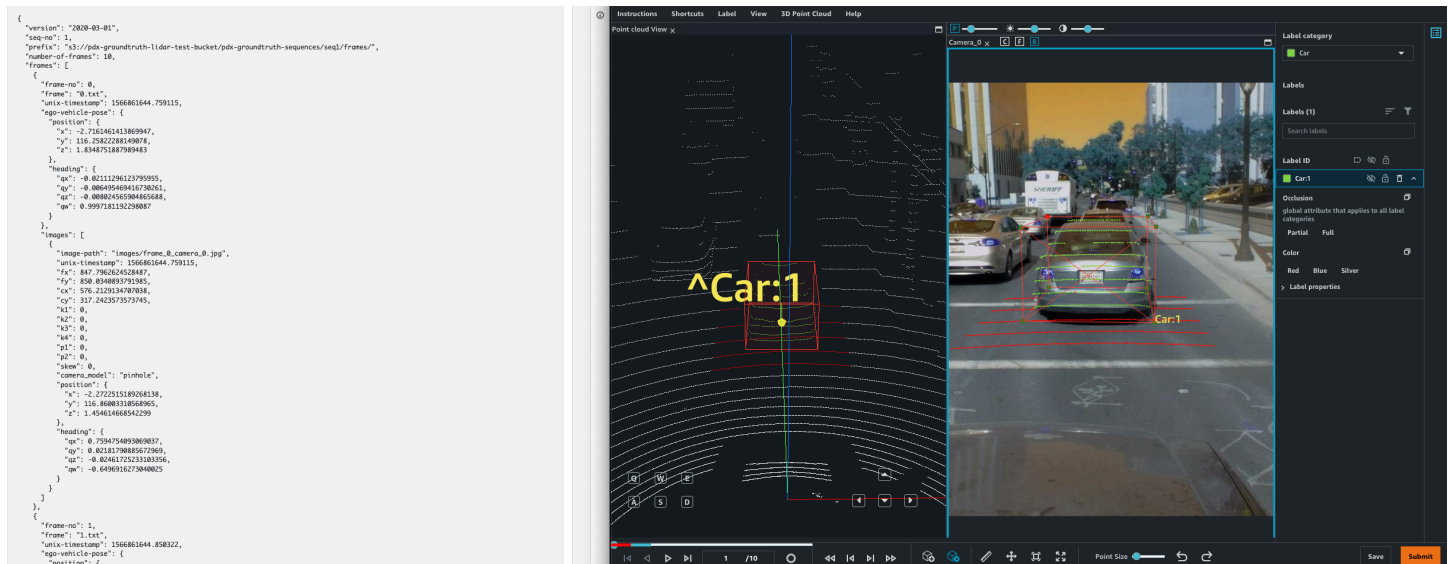 {
"version": "2020-03-01",
"seq-no": 1,
"prefix": "s3://pdx-groundtruth-lidar-test-bucket/pdx-groundtruth-sequences/seq1/frames/",
"number-of-frames": 10,
"frames": [
{
"frame-no": 0,
"frame": "0.txt",
"unix-timestamp": 1566861644.759115,
"ego-vehicle-pose": {
"position": {
"x": -2.7161461413869947,
"y": 116.25822288149078,
"z": 1.8348751887989483
},
"heading": {
"qx": -0.02111296123795955,
"qy": -0.006495469416730261,
"qz": -0.008024565904865688,
"qw": 0.9997181192298087
}
},
"images": [
{
"image-path": "images/frame_0_camera_0.jpg",
"unix-timestamp": 1566861644.759115,
"fx": 847.7962624528487,
"fy": 850.0340893791985,
"cx": 576.2129134707038,
"cy": 317.2423573573745,
"k1": 0,
"k2": 0,
"k3": 0,
"k4": 0,
"p1": 0,
"p2": 0,
"skew": 0,
"camera_model": "pinhole",
"position": {
"x": -2.2722515189268138,
"y": 116.86003310568965,
"z": 1.454614668542299
},
"heading": {
"qx": 0.7594754093069037,
"qy": 0.02181790885672969,
"qz": -0.02461725233103356,
"qw": -0.6496916273040025
}
}
]
},
{
"frame-no": 1,
"frame": "1.txt",
"unix-timestamp": 1566861644.850322,
"ego-vehicle-pose": {
"position": {
Instructions Shortcuts Label View 3D Point Cloud Help
Point cloud View x
^Car:1
Q W E
A S D
P
Camera_0 x C F D
SHERIFF
Car:1
Label category
Car
Labels
Labels (1)
Search labels
Label ID
Car:1
Occlusion
global attribute that applies to all label
categories
Partial Full
Color
Red Blue Silver
Label properties
1 /10
Point Size
Save Submit